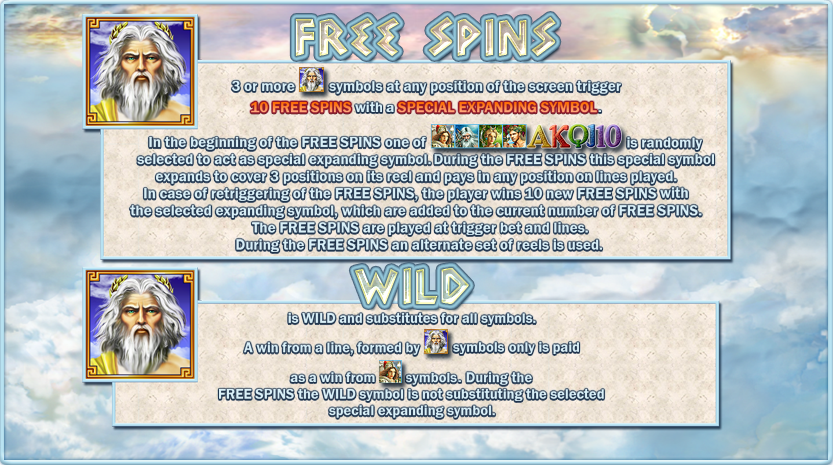 FREE SPINS
3 or more symbols at any position of the screen trigger
10 FREE SPINS with a SPECIAL EXPANDING SYMBOL.
In the beginning of the FREE SPINS one of AKQJ10 is randomly
selected to act as special expanding symbol. During the FREE SPINS this special symbol
expands to cover 3 positions on its reel and pays in any position on lines played.
In case of retriggering of the FREE SPINS, the player wins 10 new FREE SPINS with
the selected expanding symbol, which are added to the current number of FREE SPINS.
The FREE SPINS are played at trigger bet and lines.
During the FREE SPINS an alternate set of reels is used.
WILD
is WILD and substitutes for all symbols.
A win from a line, formed by symbols only is paid
as a win from symbols. During the
FREE SPINS the WILD symbol is not substituting the selected
special expanding symbol.